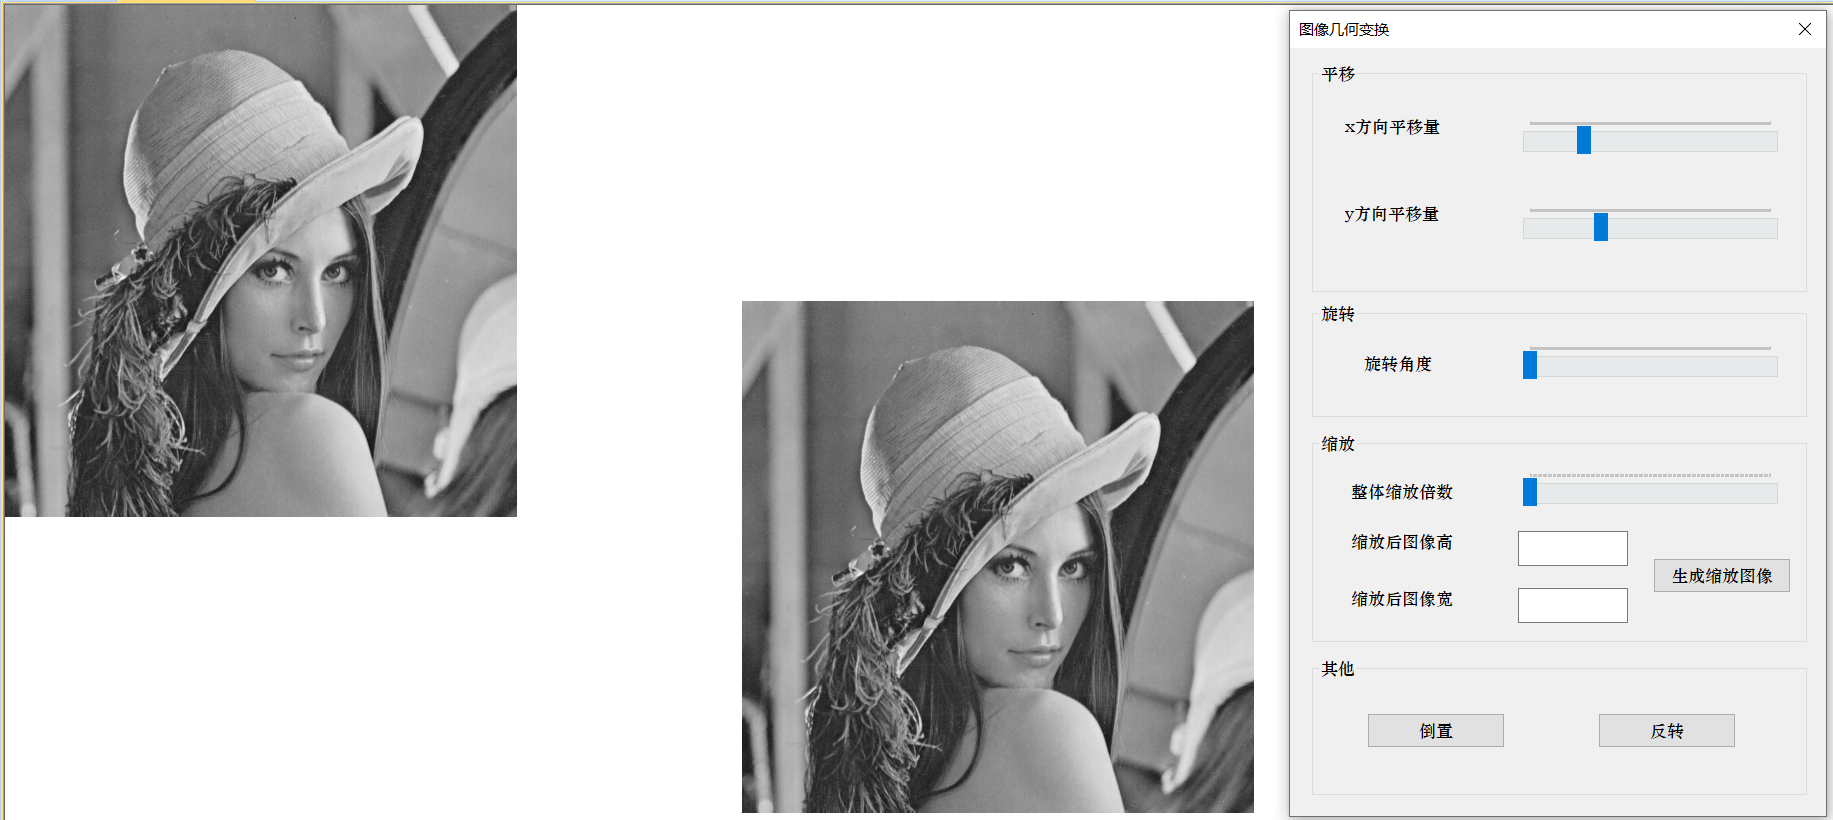 图像几何变换
平移
x方向平移量
y方向平移量
旋转
旋转角度
缩放
整体缩放倍数
缩放后图像高
生成缩放图像
缩放后图像宽
其他
倒置
反转